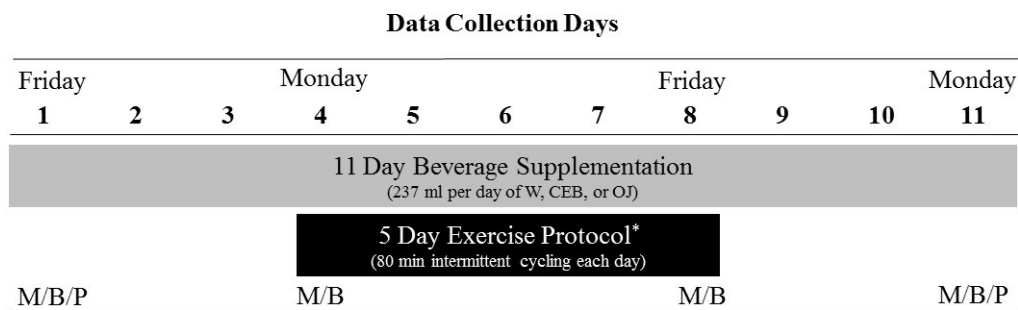 Data Collection Days
Friday Monday Friday Monday
1 2 3 4 5 6 7 8 9 10 11
11 Day Beverage Supplementation
(237 ml per day of W, CEB, or OJ)
5 Day Exercise Protocol*
(80 min intermittent cycling each day)
M/B/P M/B M/B M/B/P